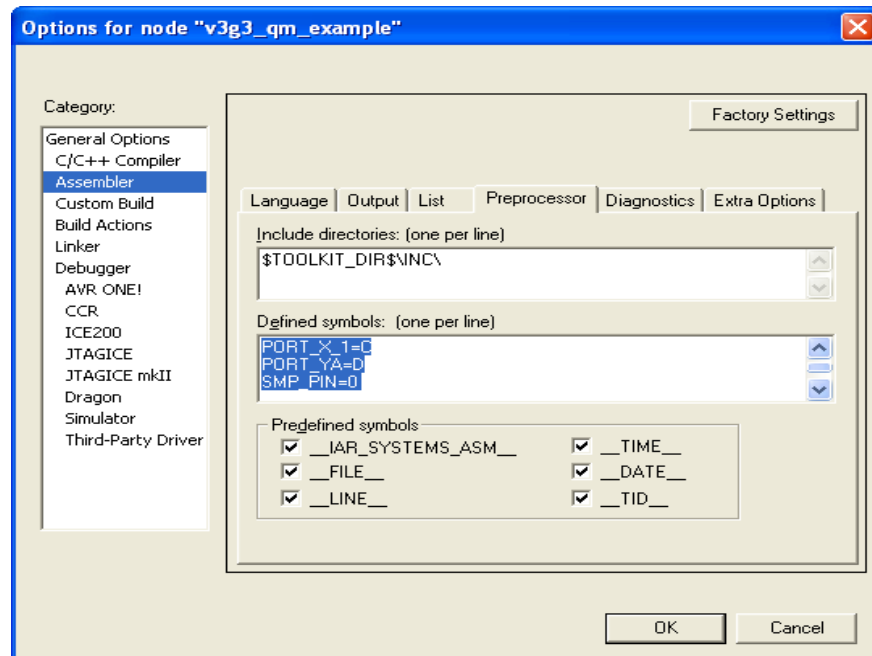 Options for node "v3g3_qm_example"
Category:
Factory Settings
General Options
C/C++ Compiler
Assembler
Custom Build
Build Actions
Linker
Debugger
AVR ONE!
CCR
ICE200
JTAGICE
JTAGICE mkII
Dragon
Simulator
Third-Party Driver
Language Output List Preprocessor Diagnostics Extra Options
Include directories: (one per line)
$TOOLKIT_DIR$\INC\
Defined symbols: (one per line)
PORT_X_1=C
PORT_YA=D
SMP_PIN=0
Predefined symbols
__IAR_SYSTEMS_ASM__ __TIME__
__FILE__ __DATE__
__LINE__ __TID__
OK Cancel